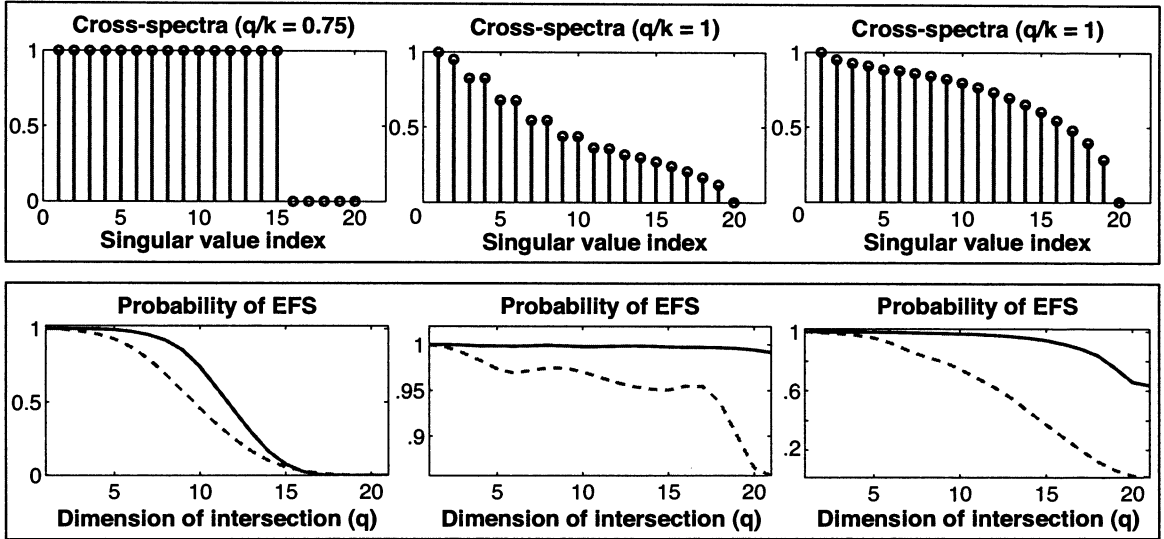 Cross-spectra (q/k = 0.75)
1
0.5
0
0 5 10 15 20
Singular value index
Cross-spectra (q/k = 1)
1
0.5
0
5 10 15 20
Singular value index
Cross-spectra (q/k = 1)
1
0.5
0
5 10 15 20
Singular value index
Probability of EFS
1
0.5
0
5 10 15 20
Dimension of intersection (q)
Probability of EFS
1
.95
.9
5 10 15 20
Dimension of intersection (q)
Probability of EFS
1
.6
.2
5 10 15 20
Dimension of intersection (q)